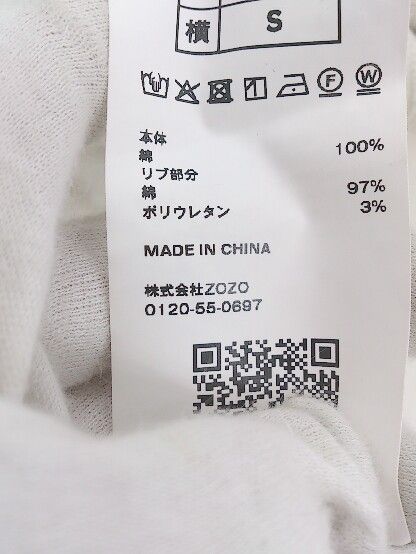 横 S
本体
綿 100%
リブ部分
綿 97%
ポリウレタン 3%
MADE IN CHINA
株式会社ZOZO
0120-55-0697